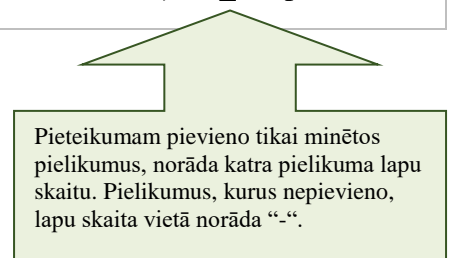 Pieteikumam pievieno tikai minētos
pielikumus, norāda katra pielikuma lapu
skaitu. Pielikumus, kurus nepievieno,
lapu skaita vietā norāda “-“.